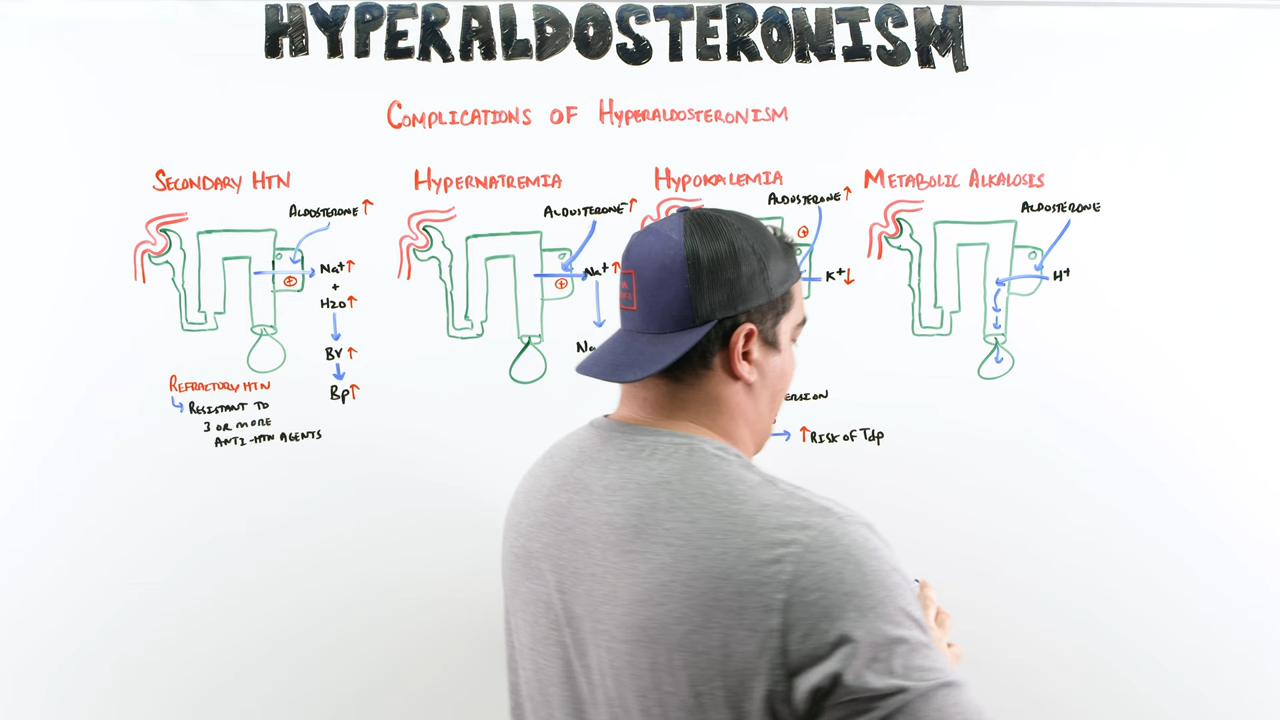 HYPERALDOSTERONISM
COMPLICATIONS OF HYPERALDOSTERONISM
SECONDARY HTN
ALDOSTERONE ↑
Na+ ↑
+
H2O ↑
BV ↑
BP ↑
REFRACTORY HTN
RESISTANT TO
3 OR MORE
ANTI-HTN AGENTS
HYPERNATREMIA
ALDOSTERONE ↑
Na+ ↑
Na
HYPOKALEMIA
ALDOSTERONE ↑
K+ ↓
↑ RISK OF TdP
METABOLIC ALKALOSIS
ALDOSTERONE
H+